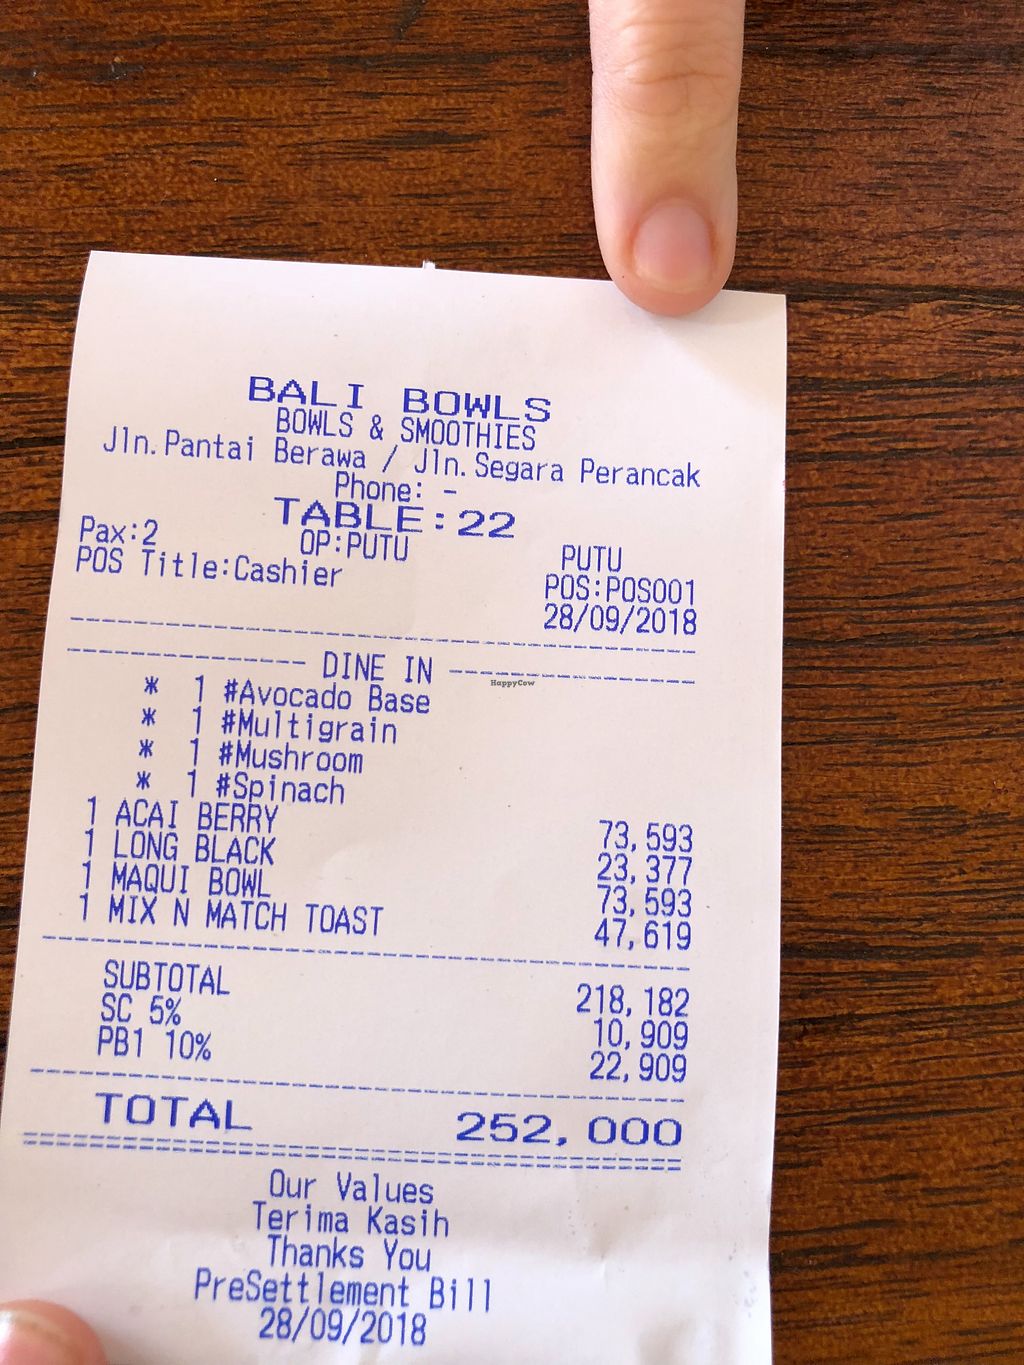 BALI BOWLS
BOWLS & SMOOTHIES
Jln.Pantai Berawa / Jln.Segara Perancak
Phone: -
TABLE:22
Pax:2 OP:PUTU PUTU
POS Title:Cashier POS:POS001
28/09/2018
DINE IN
* 1 #Avocado Base
* 1 #Multigrain
* 1 #Mushroom
* 1 #Spinach
1 ACAI BERRY 73,593
1 LONG BLACK 23,377
1 MAQUI BOWL 73,593
1 MIX N MATCH TOAST 47,619
SUBTOTAL 218,182
SC 5% 10,909
PB1 10% 22,909
TOTAL 252,000
Our Values
Terima Kasih
Thanks You
PreSettlement Bill
28/09/2018
HappyCow